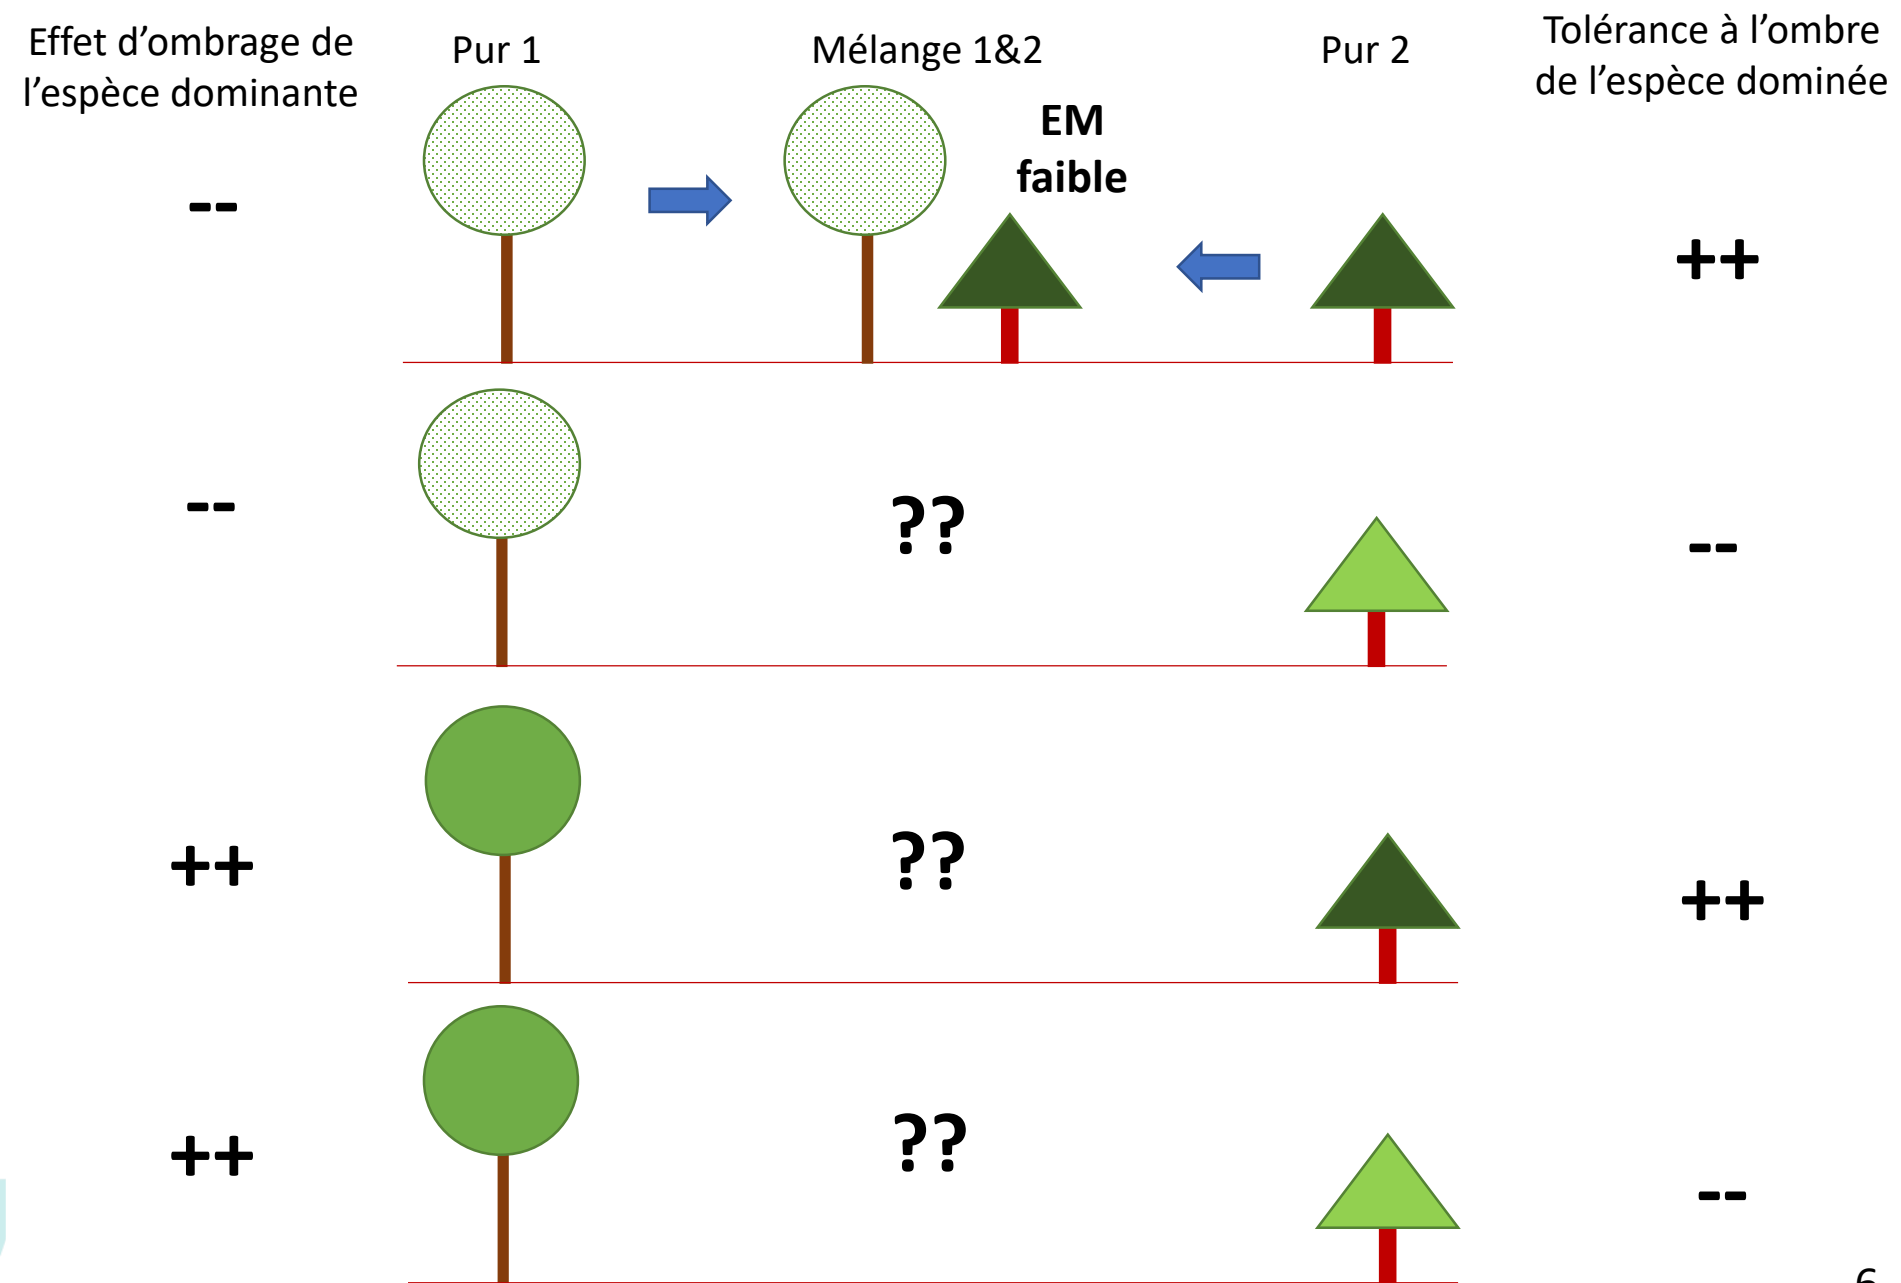 Effet d'ombrage de
l'espèce dominante
Pur 1
Mélange 1&2
Pur 2
Tolérance à l'ombre
de l'espèce dominée
EM
faible
--
++
--
??
--
++
??
++
++
??
--
6